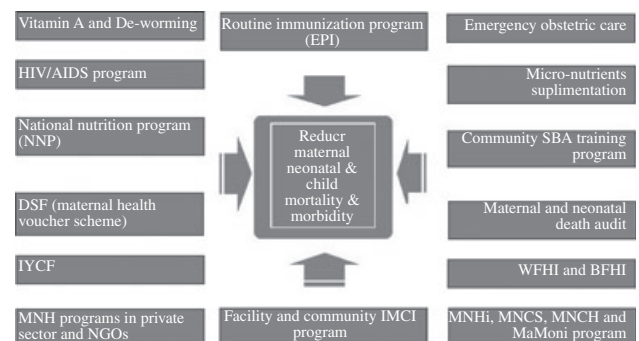 Vitamin A and De-worming
HIV/AIDS program
National nutrition program
(NNP)
DSF (maternal health
voucher scheme)
IYCF
MNH programs in private
sector and NGOs
Routine immunization program
(EPI)
Reducr
maternal
neonatal &
child
mortality &
morbidity
Facility and community IMCI
program
Emergency obstetric care
Micro-nutrients
suplimentation
Community SBA training
program
Maternal and neonatal
death audit
WFHI and BFHI
MNHi, MNCS, MNCH and
MaMoni program